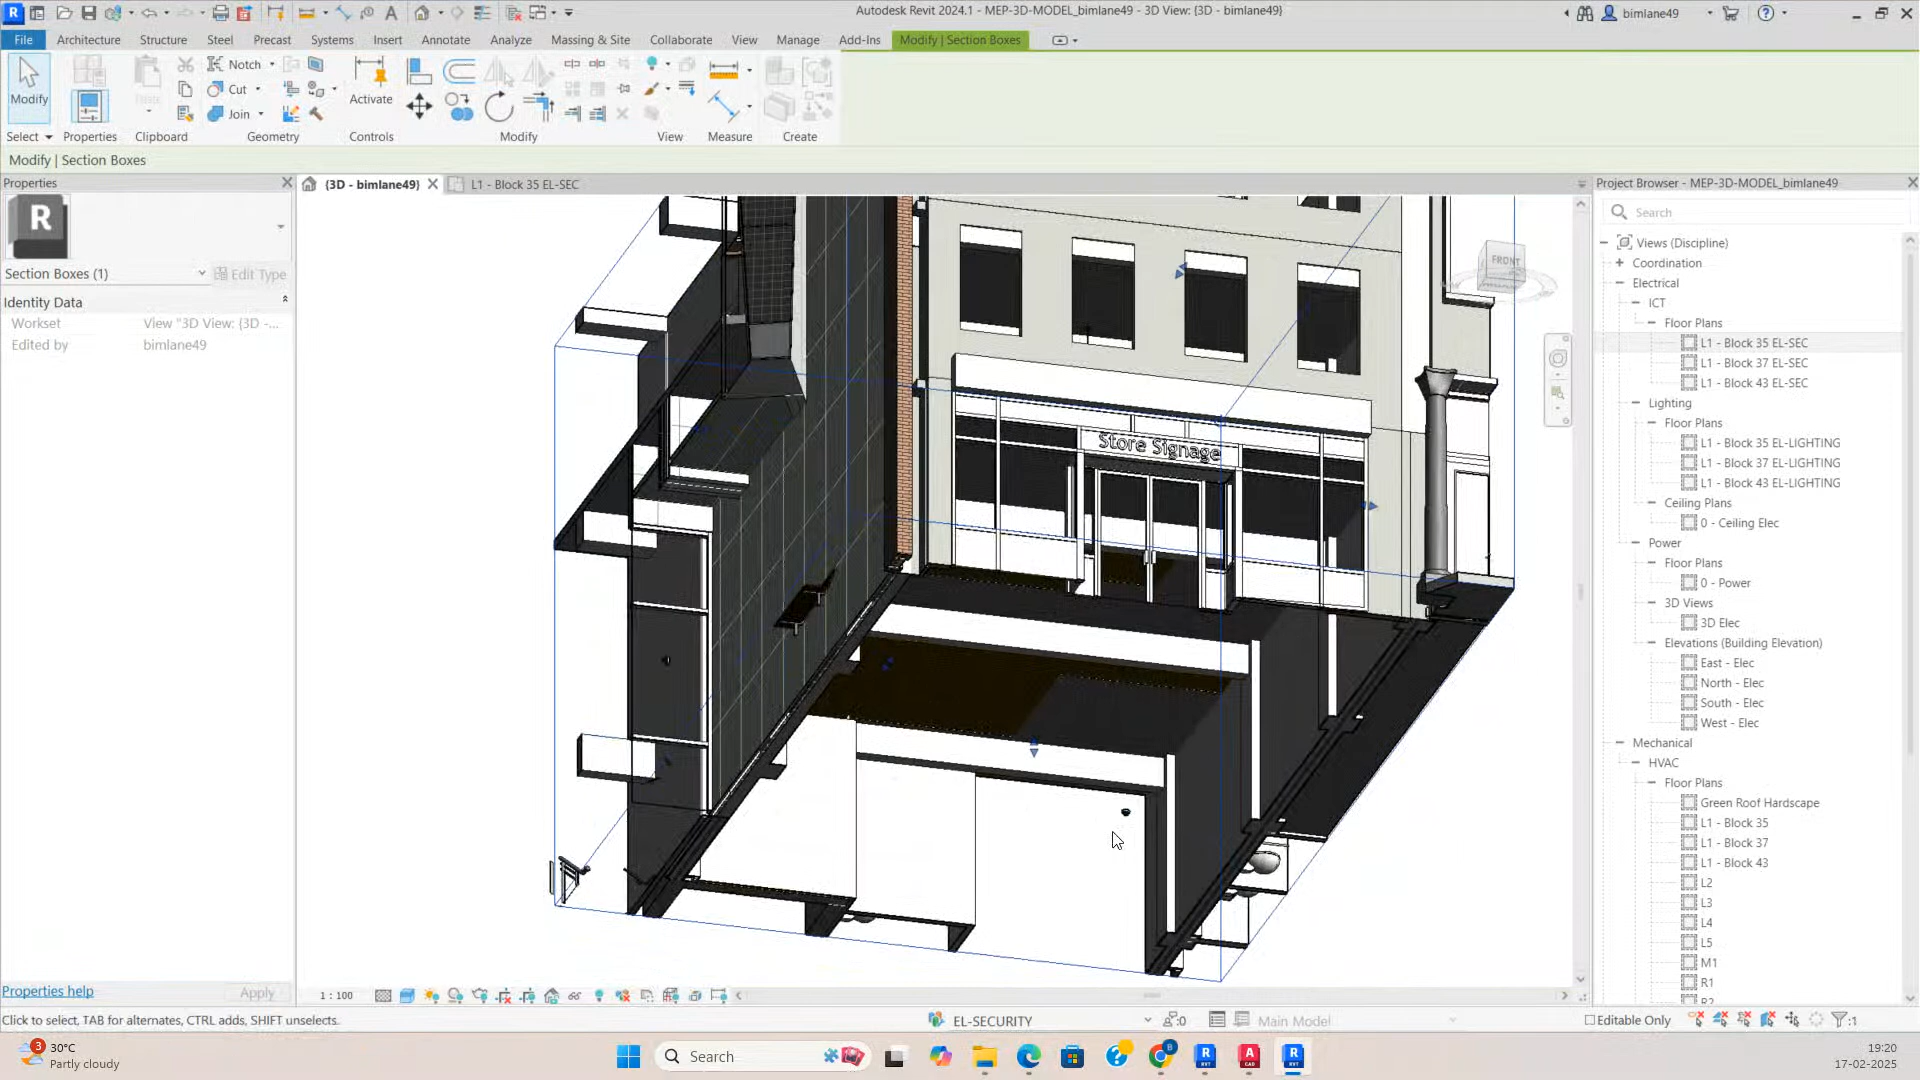 Autodesk Revit 2024.1 - MEP-3D-MODEL_bimlane49 - 3D View: {3D - bimlane49}
bimlane49
File
Architecture
Structure
Steel
Precast
Systems
Insert
Annotate
Analyze
Massing & Site
Collaborate
View
Manage
Add-Ins
Modify | Section Boxes
Modify
Notch
Cut
Join
Activate
Select
Properties
Clipboard
Geometry
Controls
Modify
View
Measure
Create
Modify | Section Boxes
Properties
{3D - bimlane49}
L1 - Block 35 EL-SEC
R
Section Boxes (1)
Edit Type
Identity Data
Workset
View "3D View: {3D -...
Edited by
bimlane49
Properties help
Apply
FRONT
Store Signage
1 : 100
Project Browser - MEP-3D-MODEL_bimlane49
Search
Views (Discipline)
Coordination
Electrical
ICT
Floor Plans
L1 - Block 35 EL-SEC
L1 - Block 37 EL-SEC
L1 - Block 43 EL-SEC
Lighting
Floor Plans
L1 - Block 35 EL-LIGHTING
L1 - Block 37 EL-LIGHTING
L1 - Block 43 EL-LIGHTING
Ceiling Plans
0 - Ceiling Elec
Power
Floor Plans
0 - Power
3D Views
3D Elec
Elevations (Building Elevation)
East - Elec
North - Elec
South - Elec
West - Elec
Mechanical
HVAC
Floor Plans
Green Roof Hardscape
L1 - Block 35
L1 - Block 37
L1 - Block 43
L2
L3
L4
L5
M1
R1
R2
Click to select, TAB for alternates, CTRL adds, SHIFT unselects.
EL-SECURITY
:0
Main Model
Editable Only
:1
3
30°C
Partly cloudy
Search
19:20
17-02-2025